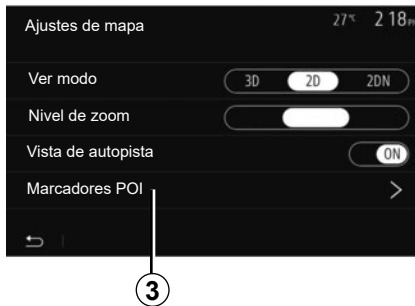 Ajustes de mapa 27°C 2 18PM
Ver modo 3D 2D 2DN
Nivel de zoom
Vista de autopista ON
Marcadores POI
3